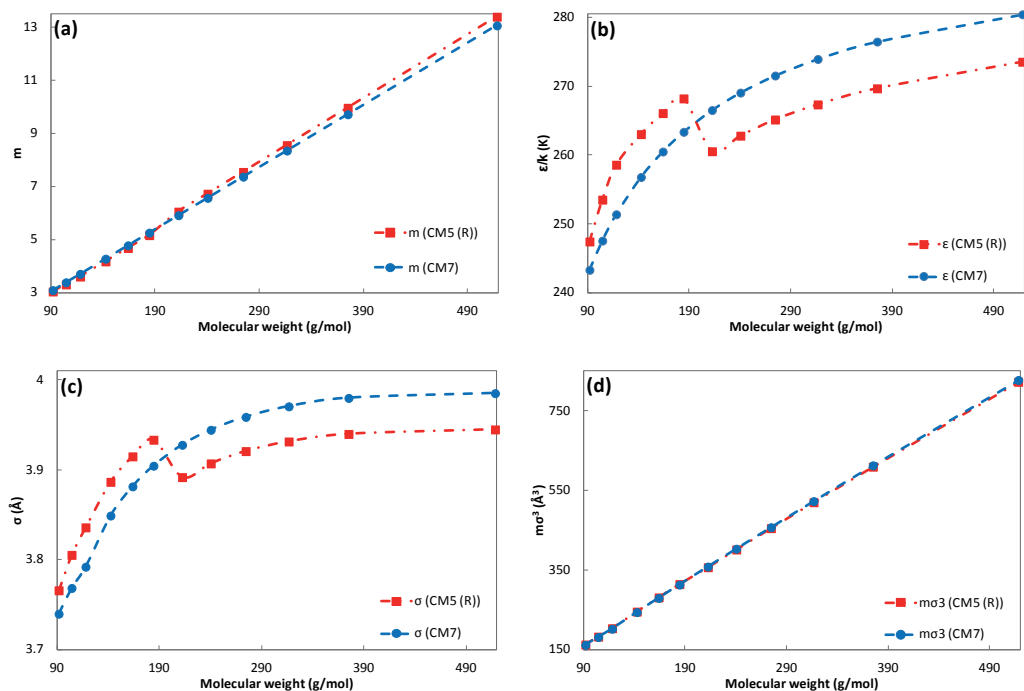 (a)
m
13
11
9
7
5
3
90
190
290
390
490
Molecular weight (g/mol)
m (CM5 (R))
m (CM7)
(b)
ε/k (K)
280
270
260
250
240
90
190
290
390
490
Molecular weight (g/mol)
ε (CM5 (R))
ε (CM7)
(c)
σ (Å)
4
3.9
3.8
3.7
90
190
290
390
490
Molecular weight (g/mol)
σ (CM5 (R))
σ (CM7)
(d)
mσ³ (Å³)
750
550
350
150
90
190
290
390
490
Molecular weight (g/mol)
mσ3 (CM5 (R))
mσ3 (CM7)